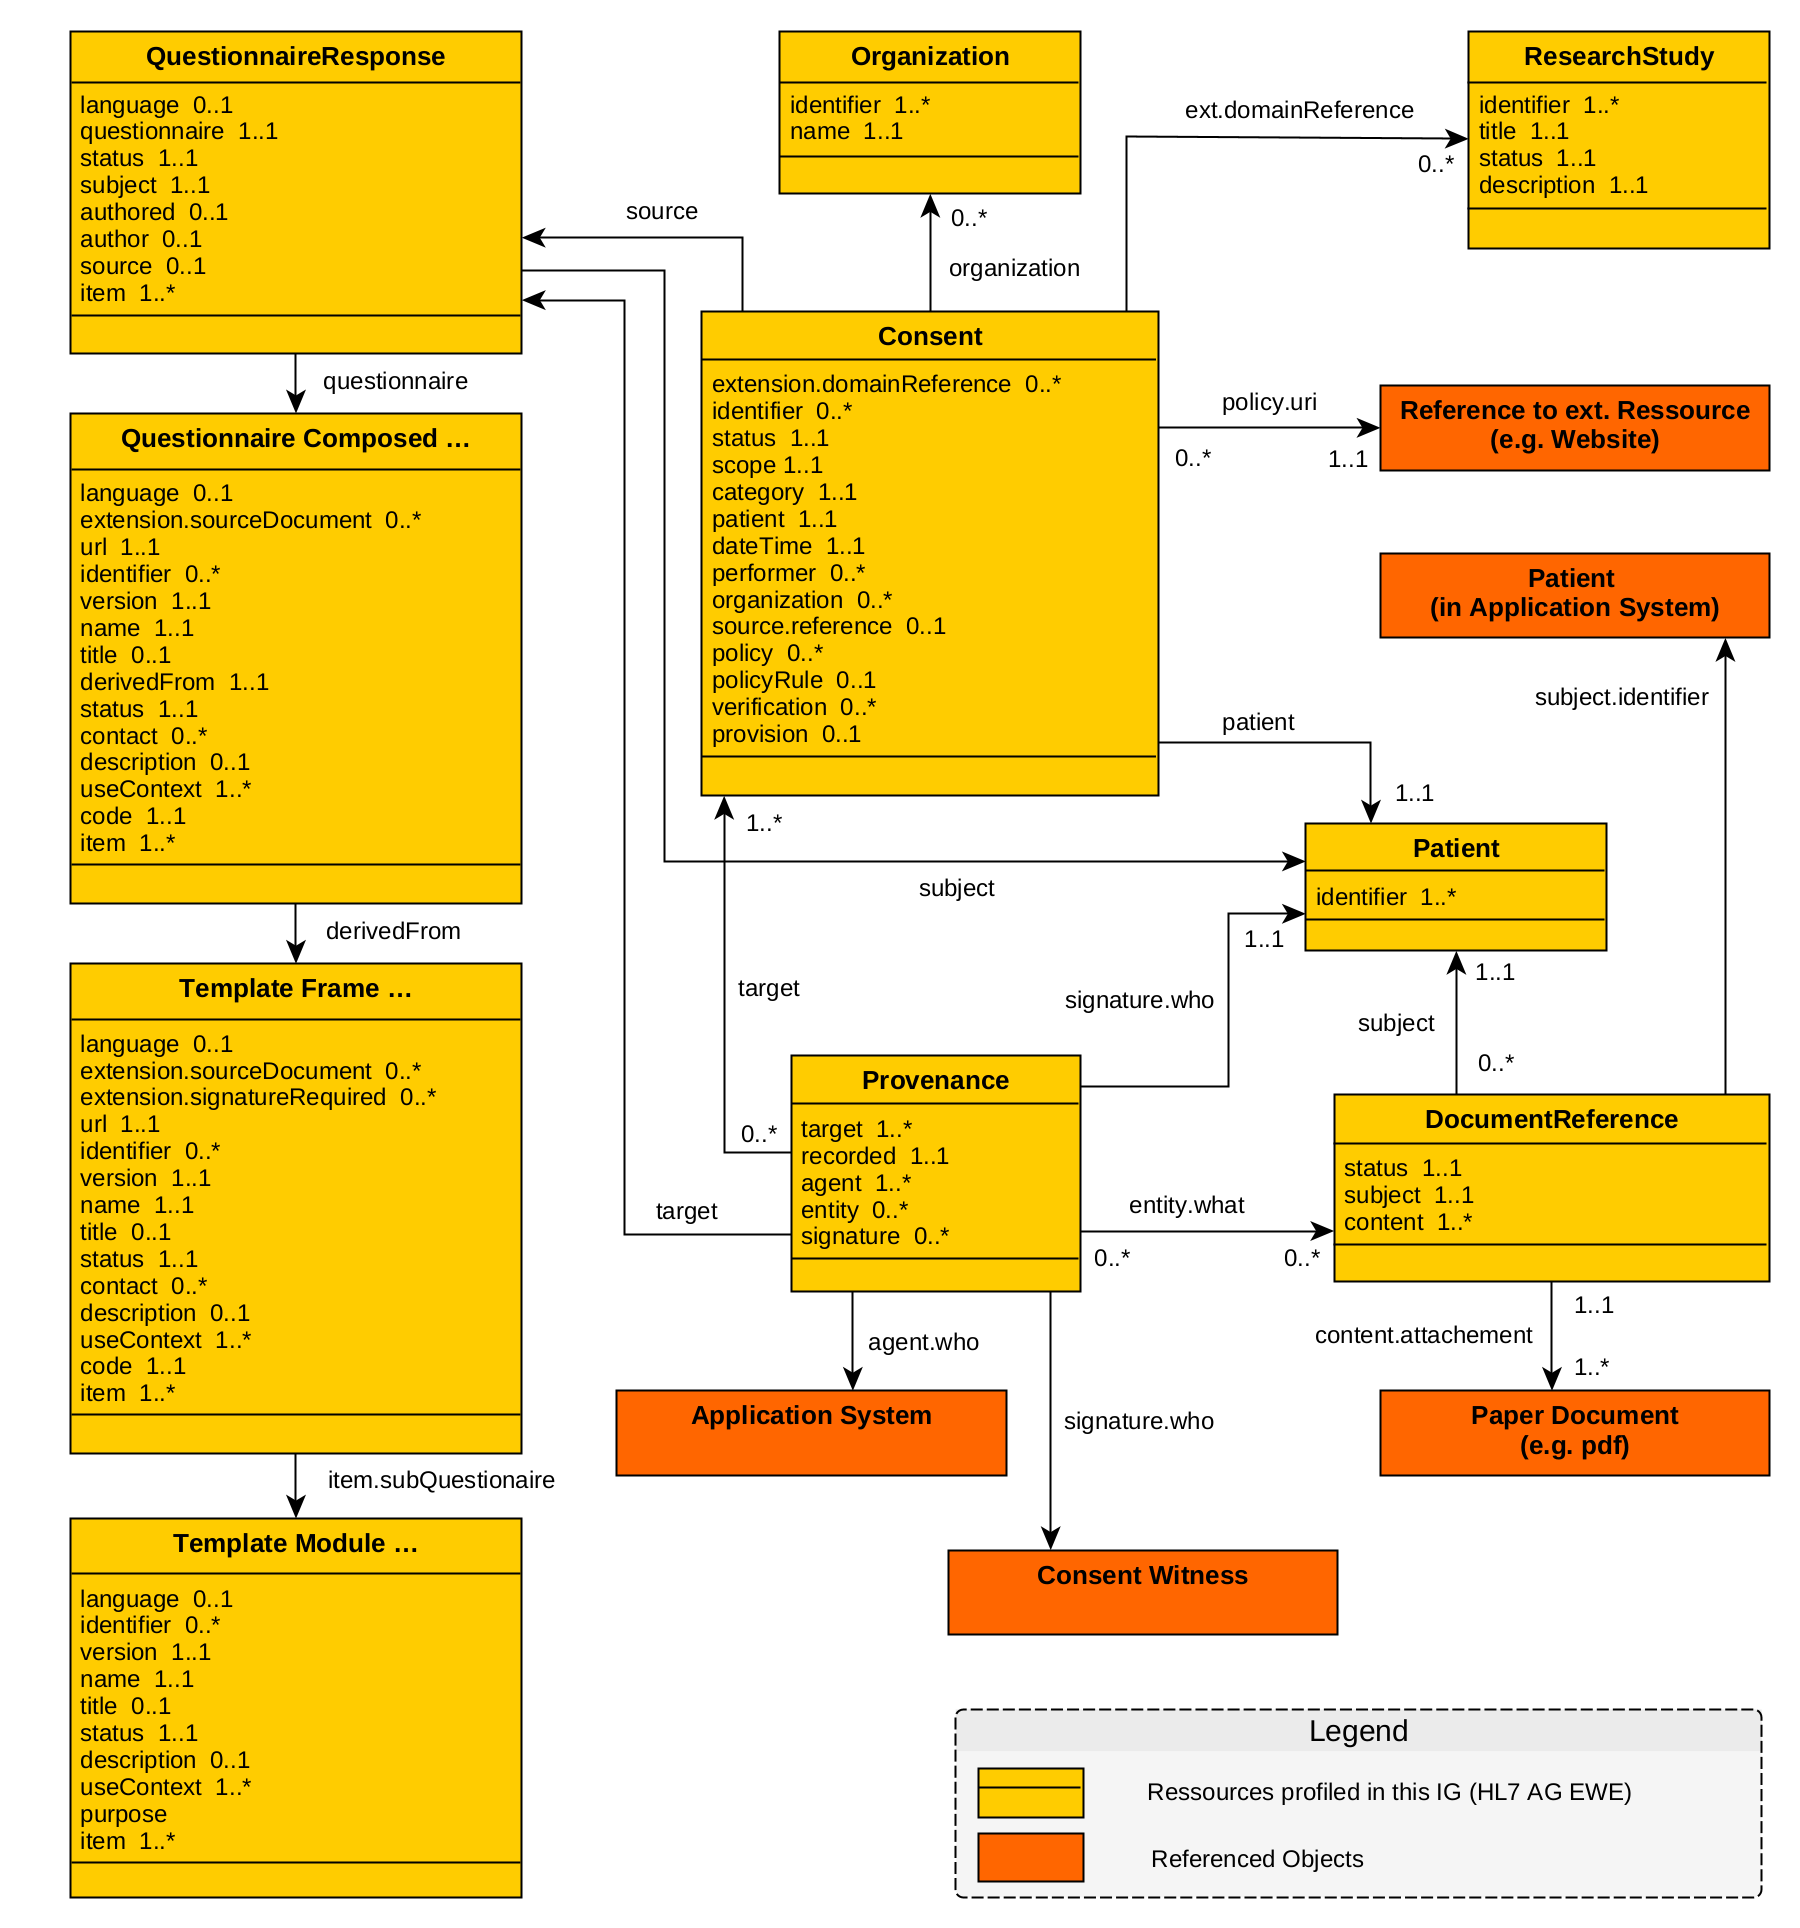 QuestionnaireResponse
language  0..1
questionnaire  1..1
status  1..1
subject  1..1
authored  0..1
author  0..1
source  0..1
item  1..*
questionnaire
Questionnaire Composed …
language  0..1
extension.sourceDocument  0..*
url  1..1
identifier  0..*
version  1..1
name  1..1
title  0..1
derivedFrom  1..1
status  1..1
contact  0..*
description  0..1
useContext  1..*
code  1..1
item  1..*
derivedFrom
Template Frame …
language  0..1
extension.sourceDocument  0..*
extension.signatureRequired  0..*
url  1..1
identifier  0..*
version  1..1
name  1..1
title  0..1
status  1..1
contact  0..*
description  0..1
useContext  1..*
code  1..1
item  1..*
item.subQuestionaire
Template Module …
language  0..1
identifier  0..*
version  1..1
name  1..1
title  0..1
status  1..1
description  0..1
useContext  1..*
purpose
item  1..*
Organization
identifier  1..*
name  1..1
0..*
organization
source
ext.domainReference
0..*
ResearchStudy
identifier  1..*
title  1..1
status  1..1
description  1..1
Consent
extension.domainReference  0..*
identifier  0..*
status  1..1
scope 1..1
category  1..1
patient  1..1
dateTime  1..1
performer  0..*
organization  0..*
source.reference  0..1
policy  0..*
policyRule  0..1
verification  0..*
provision  0..1
policy.uri
0..*
1..1
Reference to ext. Ressource
(e.g. Website)
Patient
(in Application System)
subject.identifier
patient
1..1
1..*
subject
Patient
identifier  1..*
1..1
signature.who
target
1..1
subject
0..*
Provenance
target  1..*
recorded  1..1
agent  1..*
entity  0..*
signature  0..*
0..*
target
entity.what
0..*
0..*
DocumentReference
status  1..1
subject  1..1
content  1..*
1..1
content.attachement
1..*
agent.who
Application System
signature.who
Paper Document
(e.g. pdf)
Consent Witness
Legend
Ressources profiled in this IG (HL7 AG EWE)
Referenced Objects